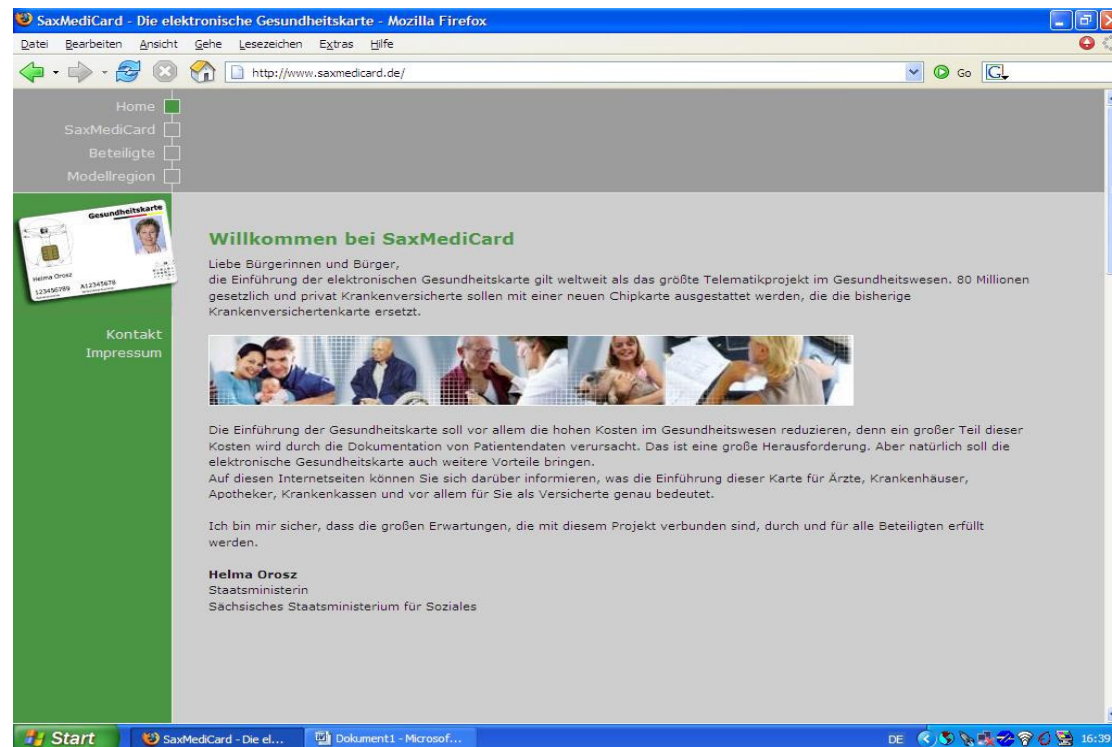 SaxMediCard - Die elektronische Gesundheitskarte - Mozilla Firefox
Datei Bearbeiten Ansicht Gehe Lesezeichen Extras Hilfe
http://www.saxmedicard.de/ Go G
Home
SaxMediCard
Beteiligte
Modellregion
Gesundheitskarte
Helma Orosz
123456789 A12345678
Kontakt
Impressum
Willkommen bei SaxMediCard
Liebe Bürgerinnen und Bürger,
die Einführung der elektronischen Gesundheitskarte gilt weltweit als das größte Telematikprojekt im Gesundheitswesen. 80 Millionen
gesetzlich und privat Krankenversicherte sollen mit einer neuen Chipkarte ausgestattet werden, die die bisherige
Krankenversichertenkarte ersetzt.
Die Einführung der Gesundheitskarte soll vor allem die hohen Kosten im Gesundheitswesen reduzieren, denn ein großer Teil dieser
Kosten wird durch die Dokumentation von Patientendaten verursacht. Das ist eine große Herausforderung. Aber natürlich soll die
elektronische Gesundheitskarte auch weitere Vorteile bringen.
Auf diesen Internetseiten können Sie sich darüber informieren, was die Einführung dieser Karte für Ärzte, Krankenhäuser,
Apotheker, Krankenkassen und vor allem für Sie als Versicherte genau bedeutet.
Ich bin mir sicher, dass die großen Erwartungen, die mit diesem Projekt verbunden sind, durch und für alle Beteiligten erfüllt
werden.
Helma Orosz
Staatsministerin
Sächsisches Staatsministerium für Soziales
Start SaxMediCard - Die el... Dokument1 - Microsof... DE 16:39